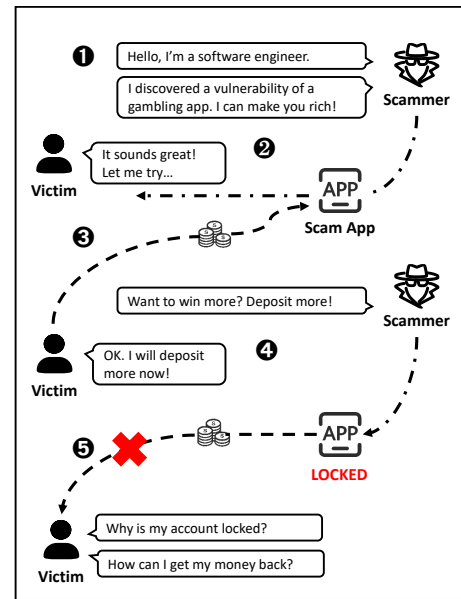 ❶
Hello, I'm a software engineer.
I discovered a vulnerability of a
gambling app. I can make you rich!
Scammer
❷
It sounds great!
Let me try…
Victim
APP
Scam App
❸
Want to win more? Deposit more!
Scammer
❹
OK. I will deposit
more now!
Victim
❺
APP
LOCKED
Why is my account locked?
How can I get my money back?
Victim